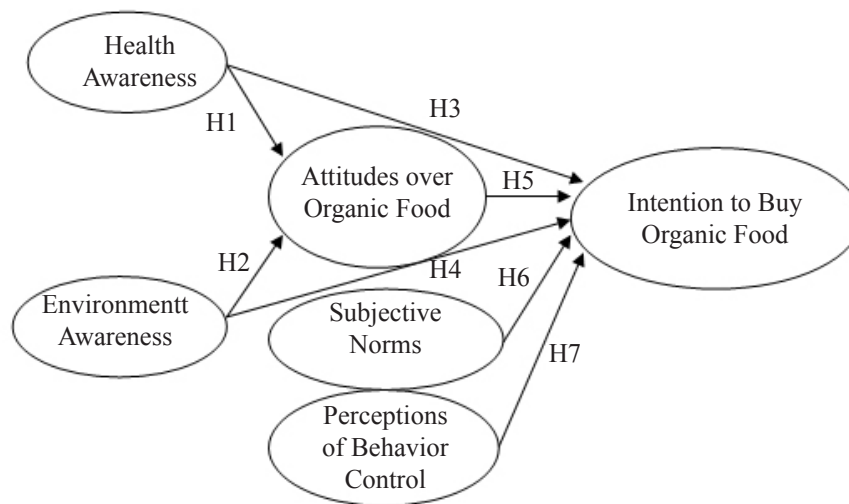 Health
Awareness
H1
H3
Attitudes over
Organic Food
H5
Intention to Buy
Organic Food
H2
H4
Environmentt
Awareness
H6
Subjective
Norms
H7
Perceptions
of Behavior
Control